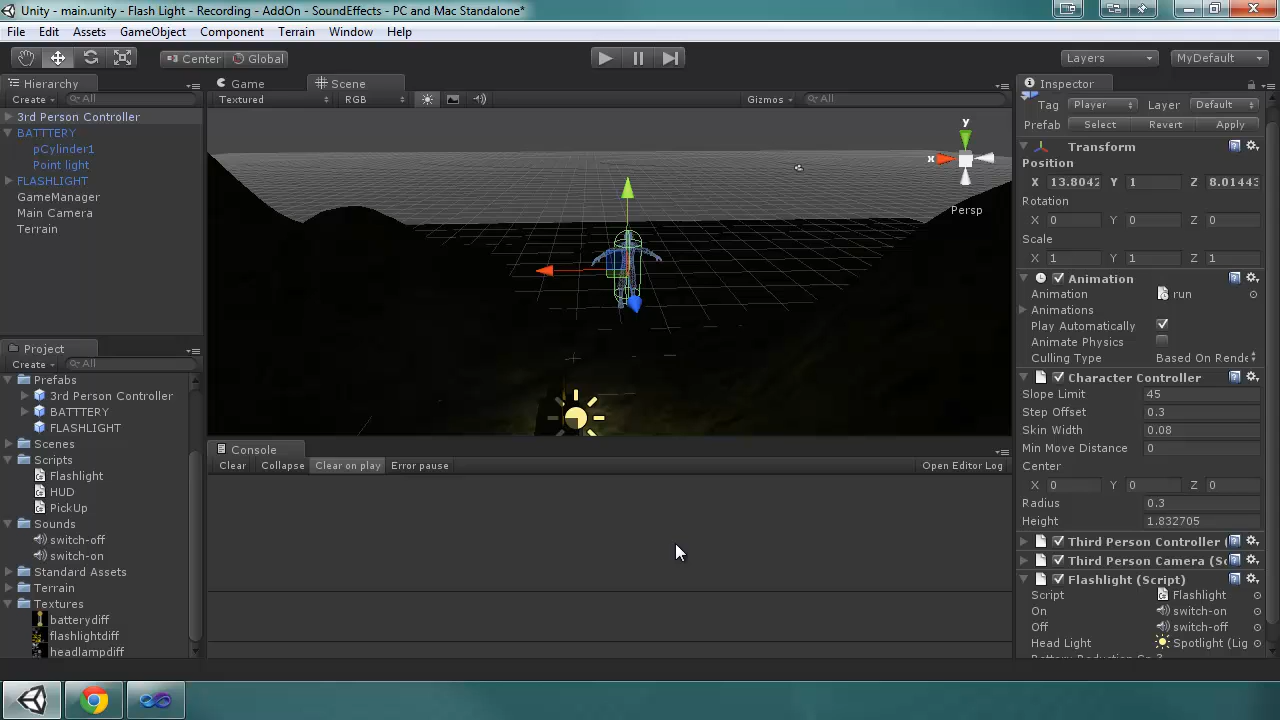 Unity - main.unity - Flash Light - Recording - AddOn - SoundEffects - PC and Mac Standalone*
File Edit Assets GameObject Component Terrain Window Help
Center Global Layers MyDefault
Hierarchy
Create All
3rd Person Controller
BATTTERY
pCylinder1
Point light
FLASHLIGHT
GameManager
Main Camera
Terrain
Project
Create All
Prefabs
3rd Person Controller
BATTTERY
FLASHLIGHT
Scenes
Scripts
Flashlight
HUD
PickUp
Sounds
switch-off
switch-on
Standard Assets
Terrain
Textures
batterydiff
flashlightdiff
headlampdiff
Game Scene
Textured RGB Gizmos All
y
x
Persp
Console
Clear Collapse Clear on play Error pause Open Editor Log
Inspector
Tag Player Layer Default
Prefab Select Revert Apply
Transform
Position
X 13.8042 Y 1 Z 8.01443
Rotation
X 0 Y 0 Z 0
Scale
X 1 Y 1 Z 1
Animation
Animation run
Animations
Play Automatically
Animate Physics
Culling Type Based On Rende
Character Controller
Slope Limit 45
Step Offset 0.3
Skin Width 0.08
Min Move Distance 0
Center
X 0 Y 0 Z 0
Radius 0.3
Height 1.832705
Third Person Controller (
Third Person Camera (Sc
Flashlight (Script)
Script Flashlight
On switch-on
Off switch-off
Head Light Spotlight (Lig